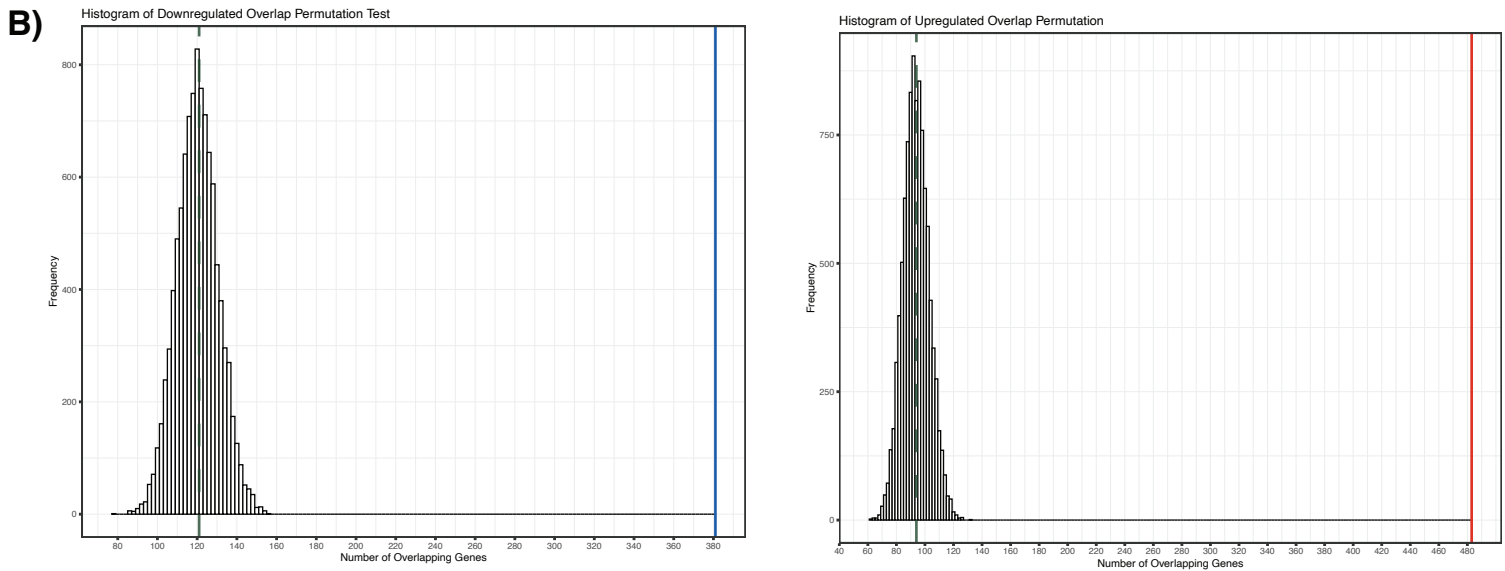 B)
Histogram of Downregulated Overlap Permutation Test
Frequency
800
600
400
200
0
80 100 120 140 160 180 200 220 240 260 280 300 320 340 360 380
Number of Overlapping Genes
Histogram of Upregulated Overlap Permutation
Frequency
750
500
250
0
40 60 80 100 120 140 160 180 200 220 240 260 280 300 320 340 360 380 400 420 440 460 480
Number of Overlapping Genes